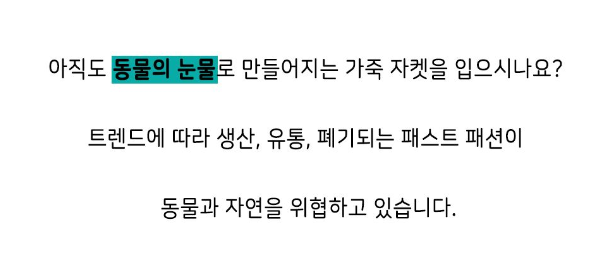 아직도 동물의 눈물로 만들어지는 가죽 자켓을 입으시나요?
트렌드에 따라 생산, 유통, 폐기되는 패스트 패션이
동물과 자연을 위협하고 있습니다.